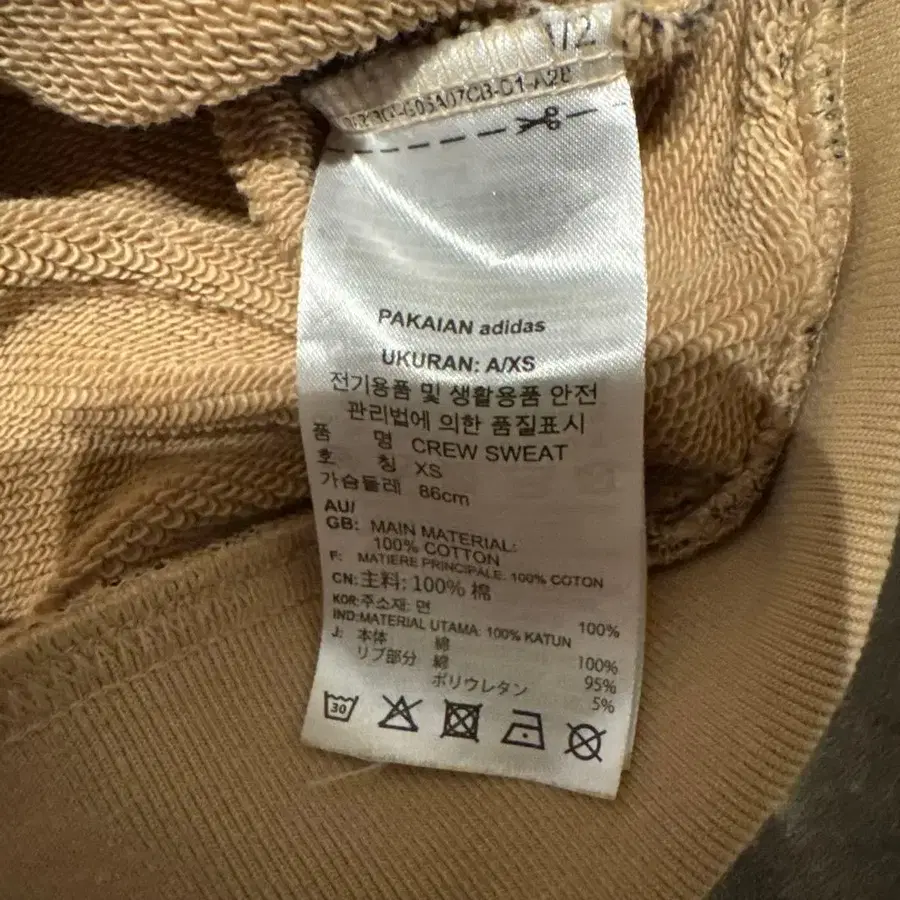 1/2
PAKAIAN adidas
UKURAN: A/XS
전기용품 및 생활용품 안전
관리법에 의한 품질표시
품 명 CREW SWEAT
호 칭 XS
가슴둘레 86cm
AU/
GB: MAIN MATERIAL:
100% COTTON
F: MATIERE PRINCIPALE: 100% COTON
CN:主料: 100% 棉
KOR:주소재: 면 100%
IND:MATERIAL UTAMA: 100% KATUN
J: 本体 綿 100%
リブ部分 綿 95%
ポリウレタン 5%
30